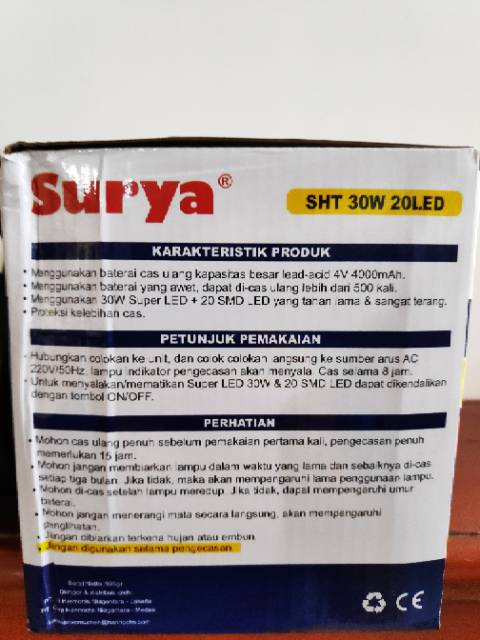 Surya®
SHT 30W 20LED
KARAKTERISTIK PRODUK
• Menggunakan baterai cas ulang kapasitas besar lead-acid 4V 4000mAh.
• Menggunakan baterai yang awet, dapat di-cas ulang lebih dari 500 kali.
• Menggunakan 30W Super LED + 20 SMD LED yang tahan lama & sangat terang.
• Proteksi kelebihan cas.
PETUNJUK PEMAKAIAN
• Hubungkan colokan ke unit, dan colok colokan langsung ke sumber arus AC
220V/50Hz, lampu indikator pengecasan akan menyala. Cas selama 8 jam.
• Untuk menyalakan/mematikan Super LED 30W & 20 SMD LED dapat dikendalikan
dengan tombol ON/OFF.
PERHATIAN
• Mohon cas ulang penuh sebelum pemakaian pertama kali, pengecasan penuh
memerlukan 15 jam.
• Mohon jangan membiarkan lampu dalam waktu yang lama dan sebaiknya di-cas
setiap tiga bulan. Jika tidak, maka akan mempengaruhi lama penggunaan lampu.
• Mohon di-cas setelah lampu meredup. Jika tidak, dapat mempengaruhi umur
baterai.
• Mohon jangan menerangi mata secara langsung, akan mempengaruhi
penglihatan.
• Jangan dibiarkan terkena hujan atau embun.
• Jangan digunakan selama pengecasan.
CE